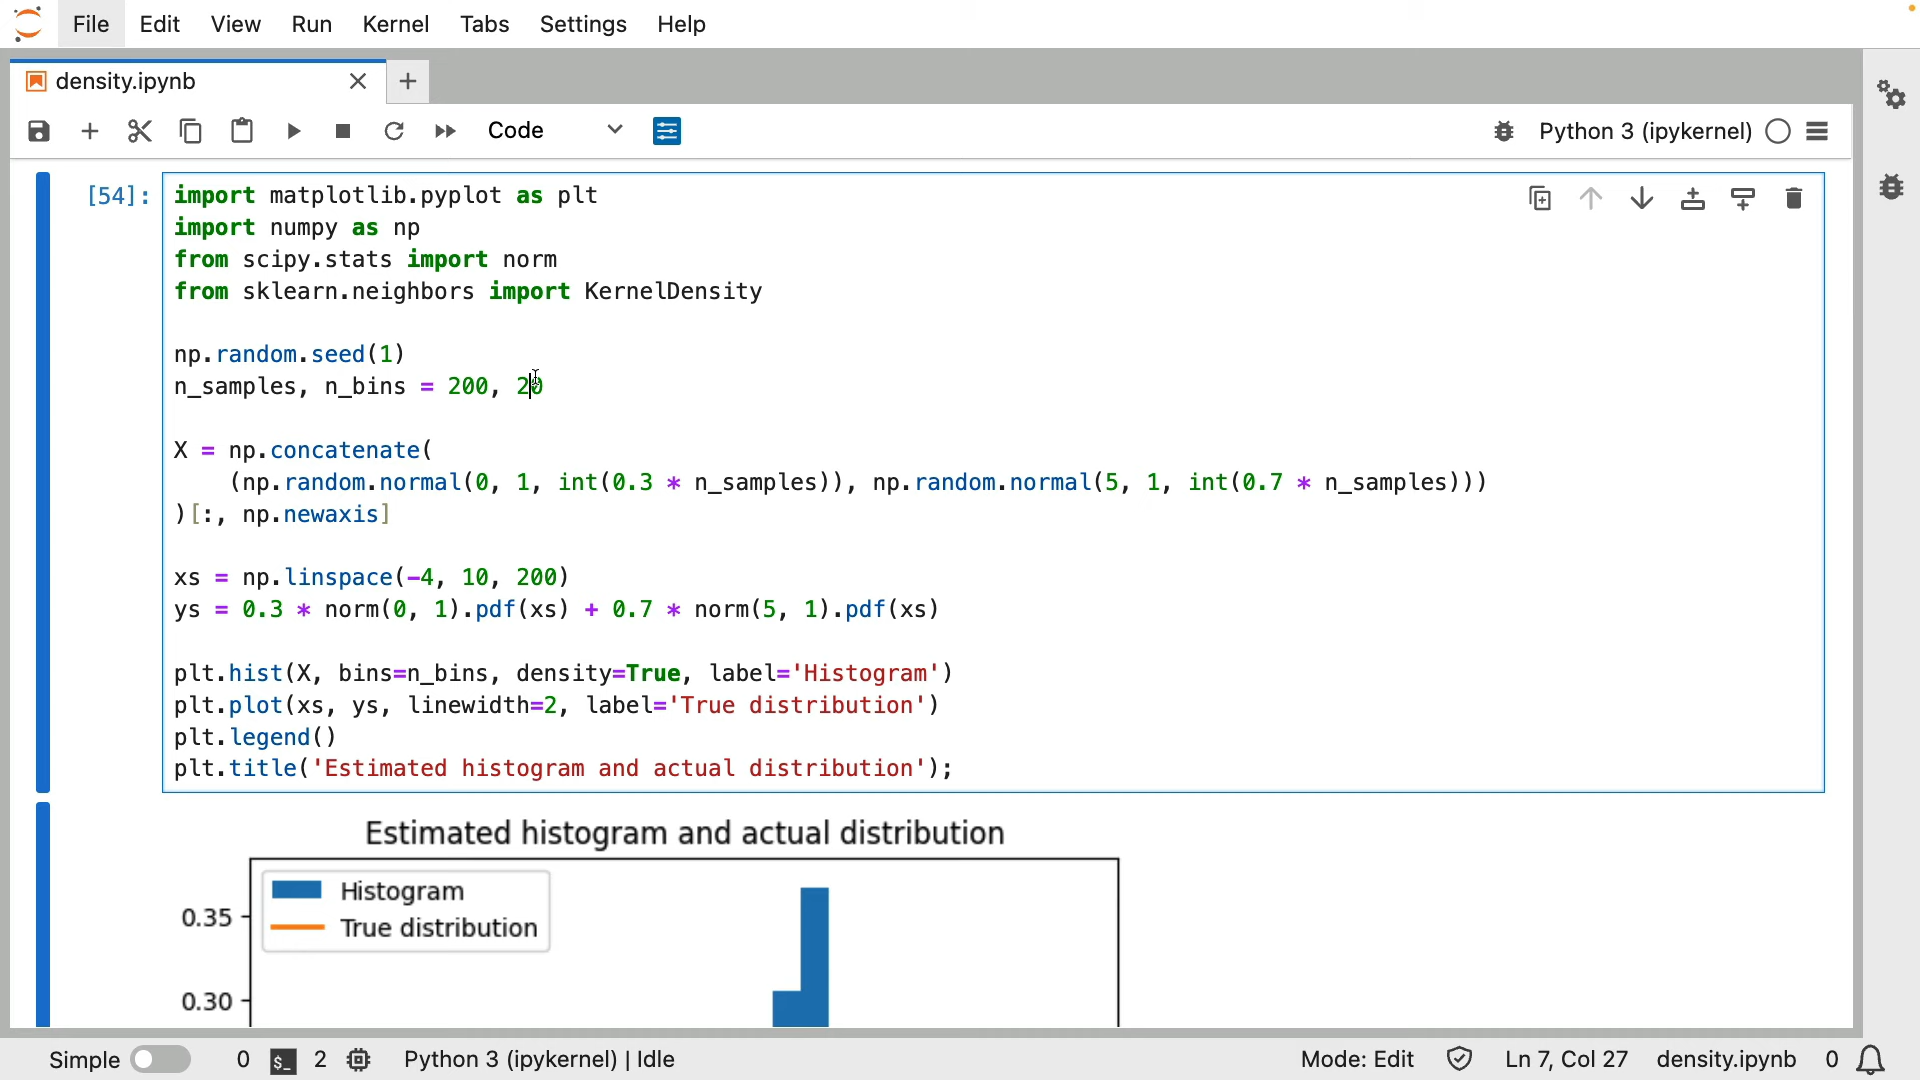 File Edit View Run Kernel Tabs Settings Help
density.ipynb
Code
Python 3 (ipykernel)
[54]:
import matplotlib.pyplot as plt
import numpy as np
from scipy.stats import norm
from sklearn.neighbors import KernelDensity
np.random.seed(1)
n_samples, n_bins = 200, 20
X = np.concatenate(
    (np.random.normal(0, 1, int(0.3 * n_samples)), np.random.normal(5, 1, int(0.7 * n_samples)))
)[:, np.newaxis]
xs = np.linspace(-4, 10, 200)
ys = 0.3 * norm(0, 1).pdf(xs) + 0.7 * norm(5, 1).pdf(xs)
plt.hist(X, bins=n_bins, density=True, label='Histogram')
plt.plot(xs, ys, linewidth=2, label='True distribution')
plt.legend()
plt.title('Estimated histogram and actual distribution');
Estimated histogram and actual distribution
Histogram
True distribution
0.35
0.30
Simple 0 $_ 2 Python 3 (ipykernel) | Idle Mode: Edit Ln 7, Col 27 density.ipynb 0